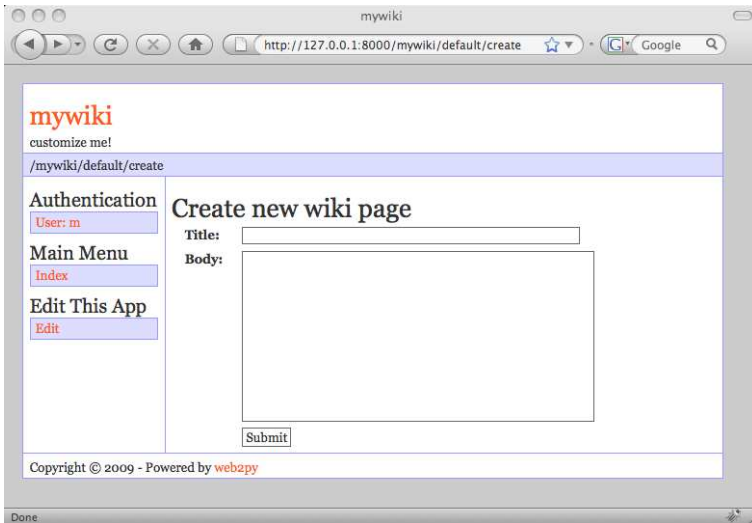 mywiki
http://127.0.0.1:8000/mywiki/default/create
Google
mywiki
customize me!
/mywiki/default/create
Authentication
User: m
Main Menu
Index
Edit This App
Edit
Create new wiki page
Title:
Body:
Submit
Copyright © 2009 - Powered by web2py
Done